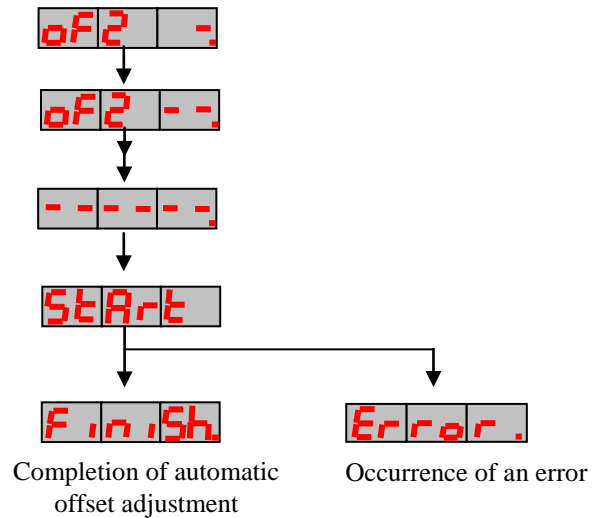 oF2 -.
oF2 --.
------.
StArt
FiniSh.
Error.
Completion of automatic
offset adjustment
Occurrence of an error